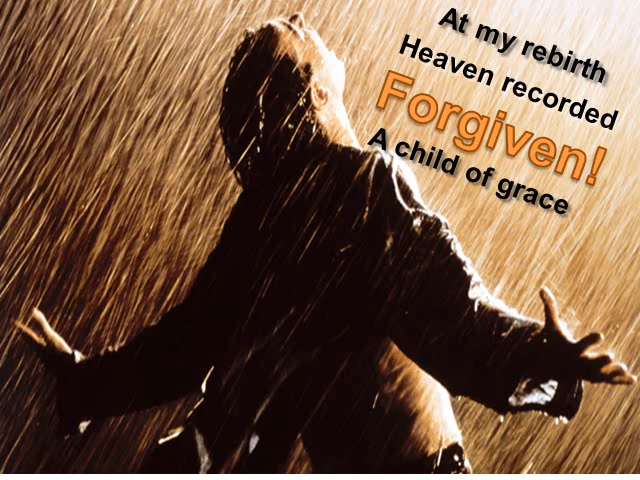 At my rebirth
Heaven recorded
Forgiven!
A child of grace